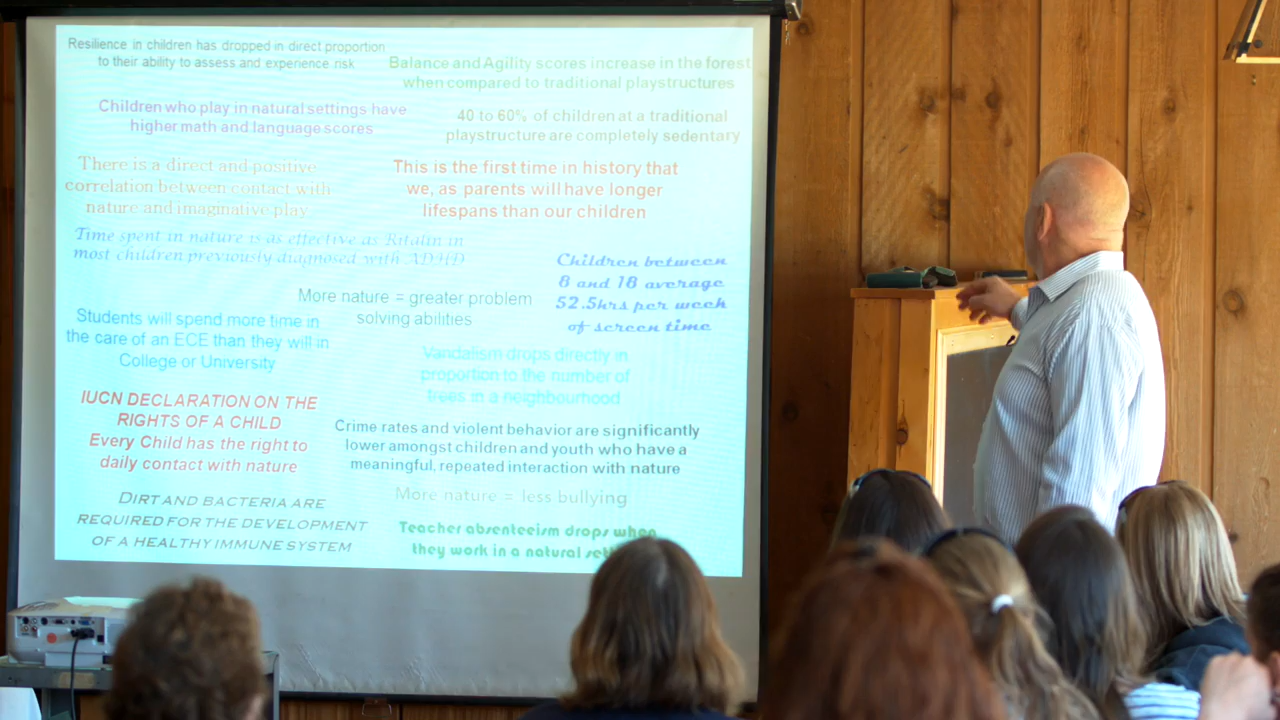 Resilience in children has dropped in direct proportion
to their ability to assess and experience risk
Balance and Agility scores increase in the forest
when compared to traditional playstructures
Children who play in natural settings have
higher math and language scores
40 to 60% of children at a traditional
playstructure are completely sedentary
There is a direct and positive
correlation between contact with
nature and imaginative play
This is the first time in history that
we, as parents will have longer
lifespans than our children
Time spent in nature is as effective as Ritalin in
most children previously diagnosed with ADHD
Children between
8 and 18 average
52.5hrs per week
of screen time
More nature = greater problem
solving abilities
Students will spend more time in
the care of an ECE than they will in
College or University
Vandalism drops directly in
proportion to the number of
trees in a neighbourhood
IUCN DECLARATION ON THE
RIGHTS OF A CHILD
Every Child has the right to
daily contact with nature
Crime rates and violent behavior are significantly
lower amongst children and youth who have a
meaningful, repeated interaction with nature
More nature = less bullying
DIRT AND BACTERIA ARE
REQUIRED FOR THE DEVELOPMENT
OF A HEALTHY IMMUNE SYSTEM
Teacher absenteeism drops when
they work in a natural